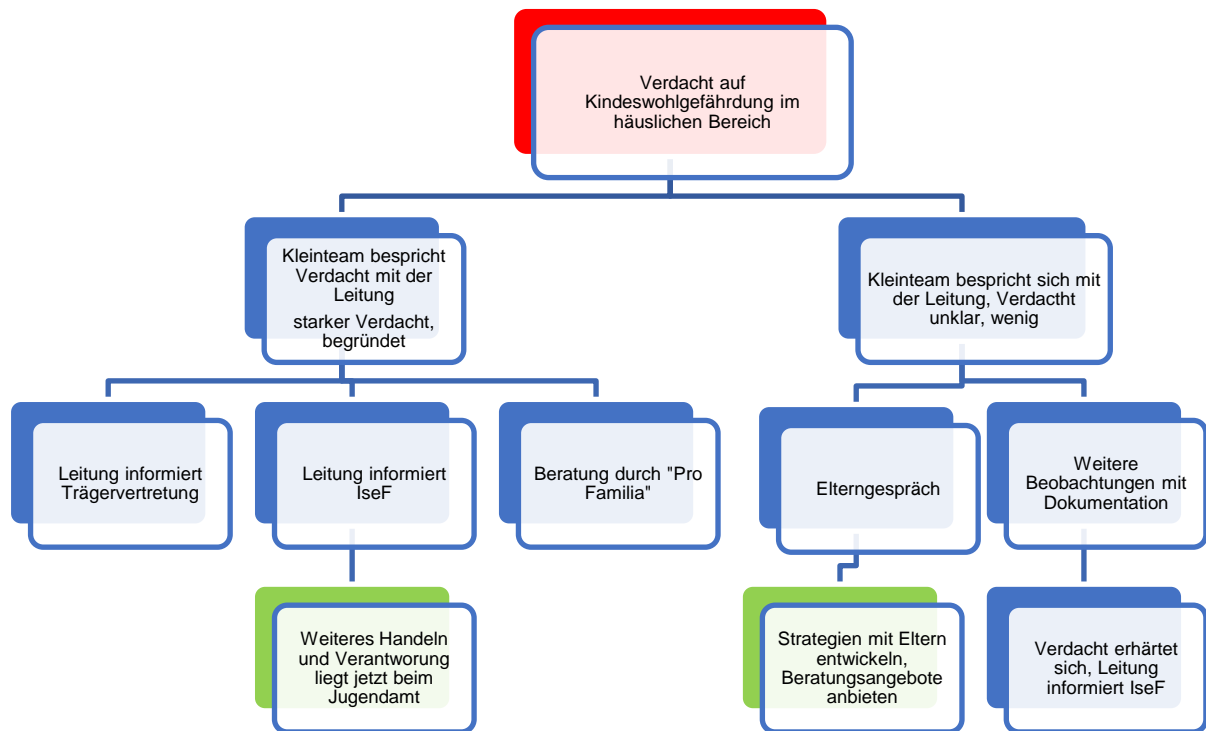 Verdacht auf
Kindeswohlgefährdung im
häuslichen Bereich
Kleinteam bespricht
Verdacht mit der
Leitung
starker Verdacht,
begründet
Kleinteam bespricht sich mit
der Leitung, Verdactht
unklar, wenig
Leitung informiert
Trägervertretung
Leitung informiert
IseF
Beratung durch "Pro
Familia"
Elterngespräch
Weitere
Beobachtungen mit
Dokumentation
Weiteres Handeln
und Verantworung
liegt jetzt beim
Jugendamt
Strategien mit Eltern
entwickeln,
Beratungsangebote
anbieten
Verdacht erhärtet
sich, Leitung
informiert IseF